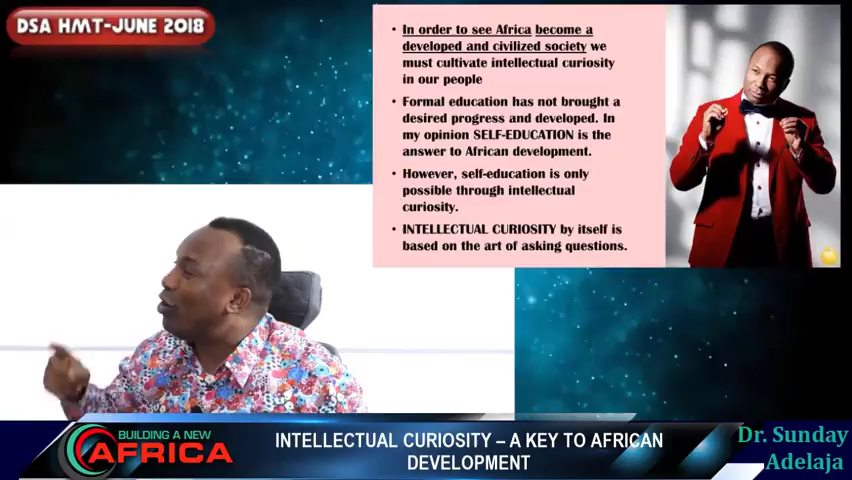 DSA HMT-JUNE 2018
• In order to see Africa become a
developed and civilized society we
must cultivate intellectual curiosity
in our people
• Formal education has not brought a
desired progress and developed. In
my opinion SELF-EDUCATION is the
answer to African development.
• However, self-education is only
possible through intellectual
curiosity.
• INTELLECTUAL CURIOSITY by itself is
based on the art of asking questions.
BUILDING A NEW
AFRICA
INTELLECTUAL CURIOSITY – A KEY TO AFRICAN
DEVELOPMENT
Dr. Sunday
Adelaja